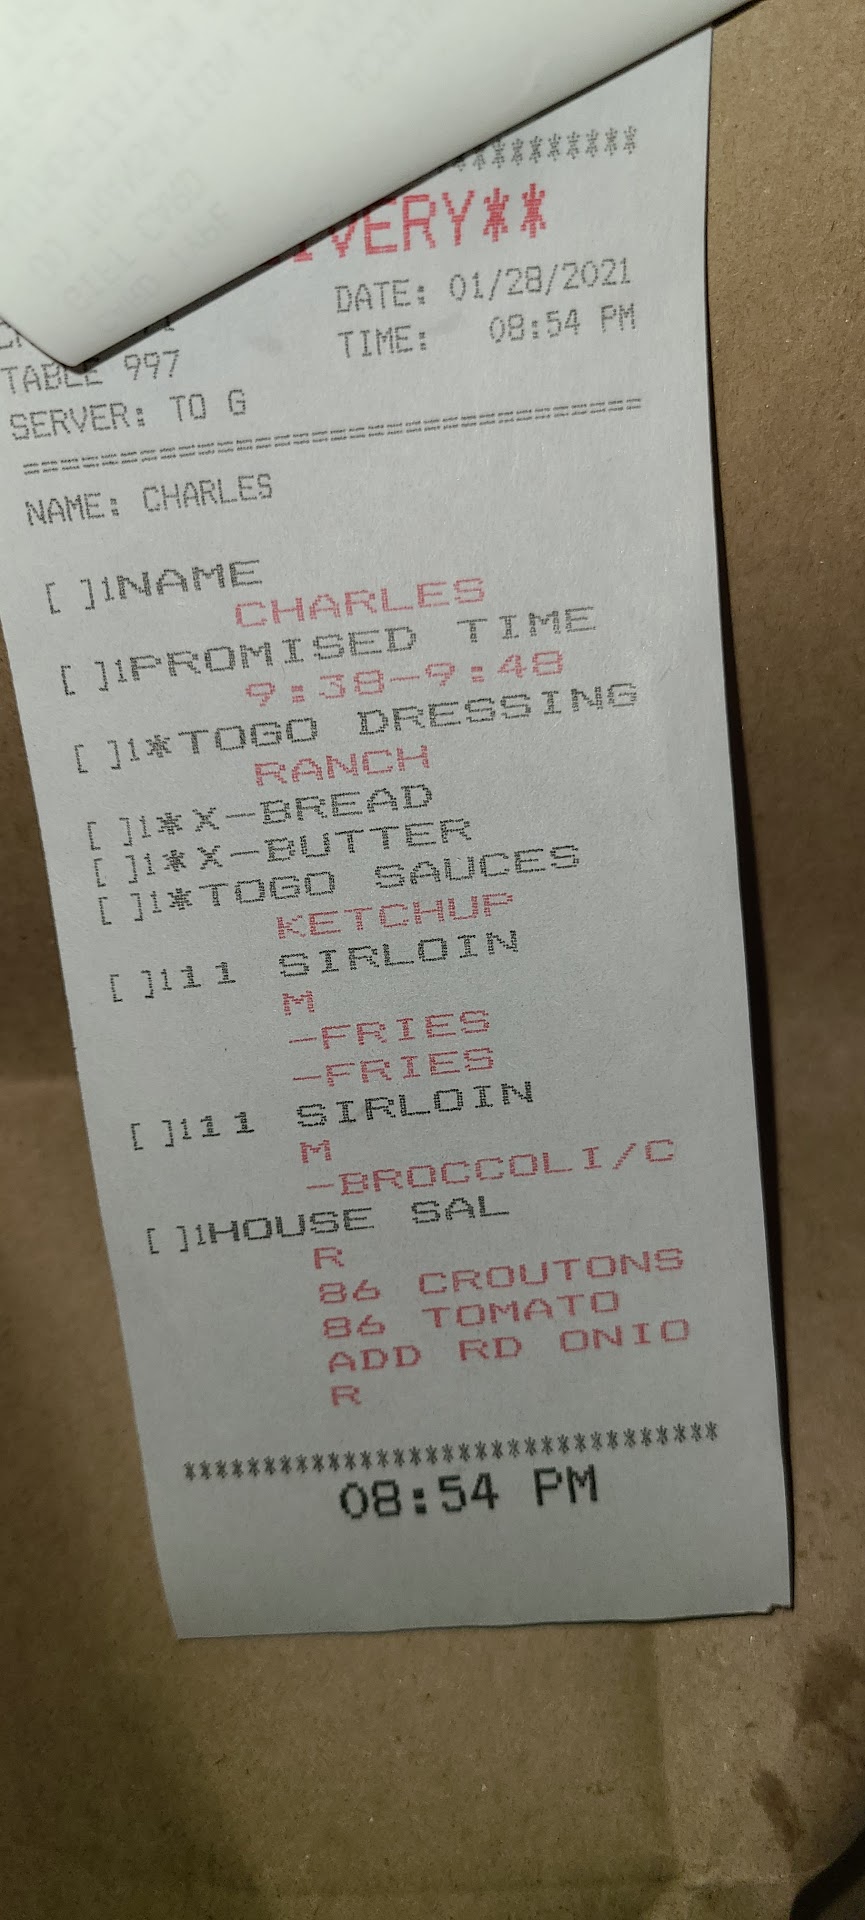 **********
IVERY**
DATE: 01/28/2021
TIME: 08:54 PM
TABLE 997
SERVER: TO G
=====================================
NAME: CHARLES
[ ]1NAME
CHARLES
[ ]1PROMISED TIME
9:38-9:48
[ ]1*TOGO DRESSING
RANCH
[ ]1*X-BREAD
[ ]1*X-BUTTER
[ ]1*TOGO SAUCES
KETCHUP
[ ]111 SIRLOIN
M
-FRIES
-FRIES
[ ]111 SIRLOIN
M
-BROCCOLI/C
[ ]1HOUSE SAL
R
86 CROUTONS
86 TOMATO
ADD RD ONIO
R
*********************************
08:54 PM